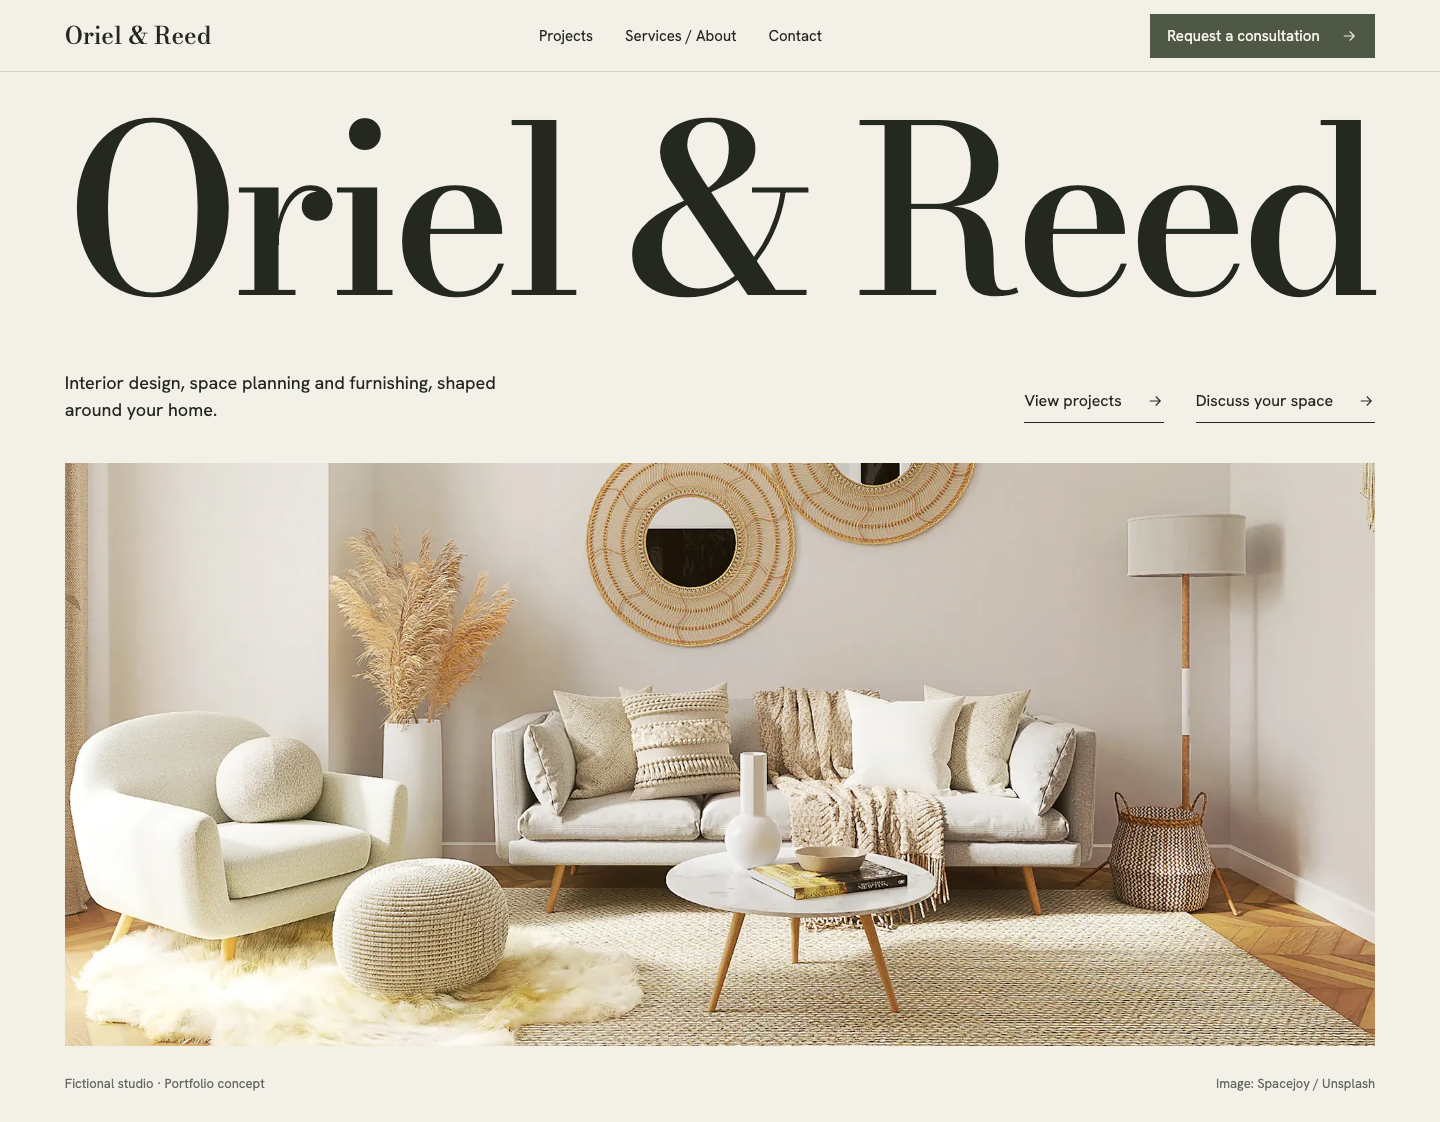 Oriel & Reed
Projects
Services / About
Contact
Request a consultation →
Oriel & Reed
Interior design, space planning and furnishing, shaped
around your home.
View projects →
Discuss your space →
Fictional studio · Portfolio concept
Image: Spacejoy / Unsplash